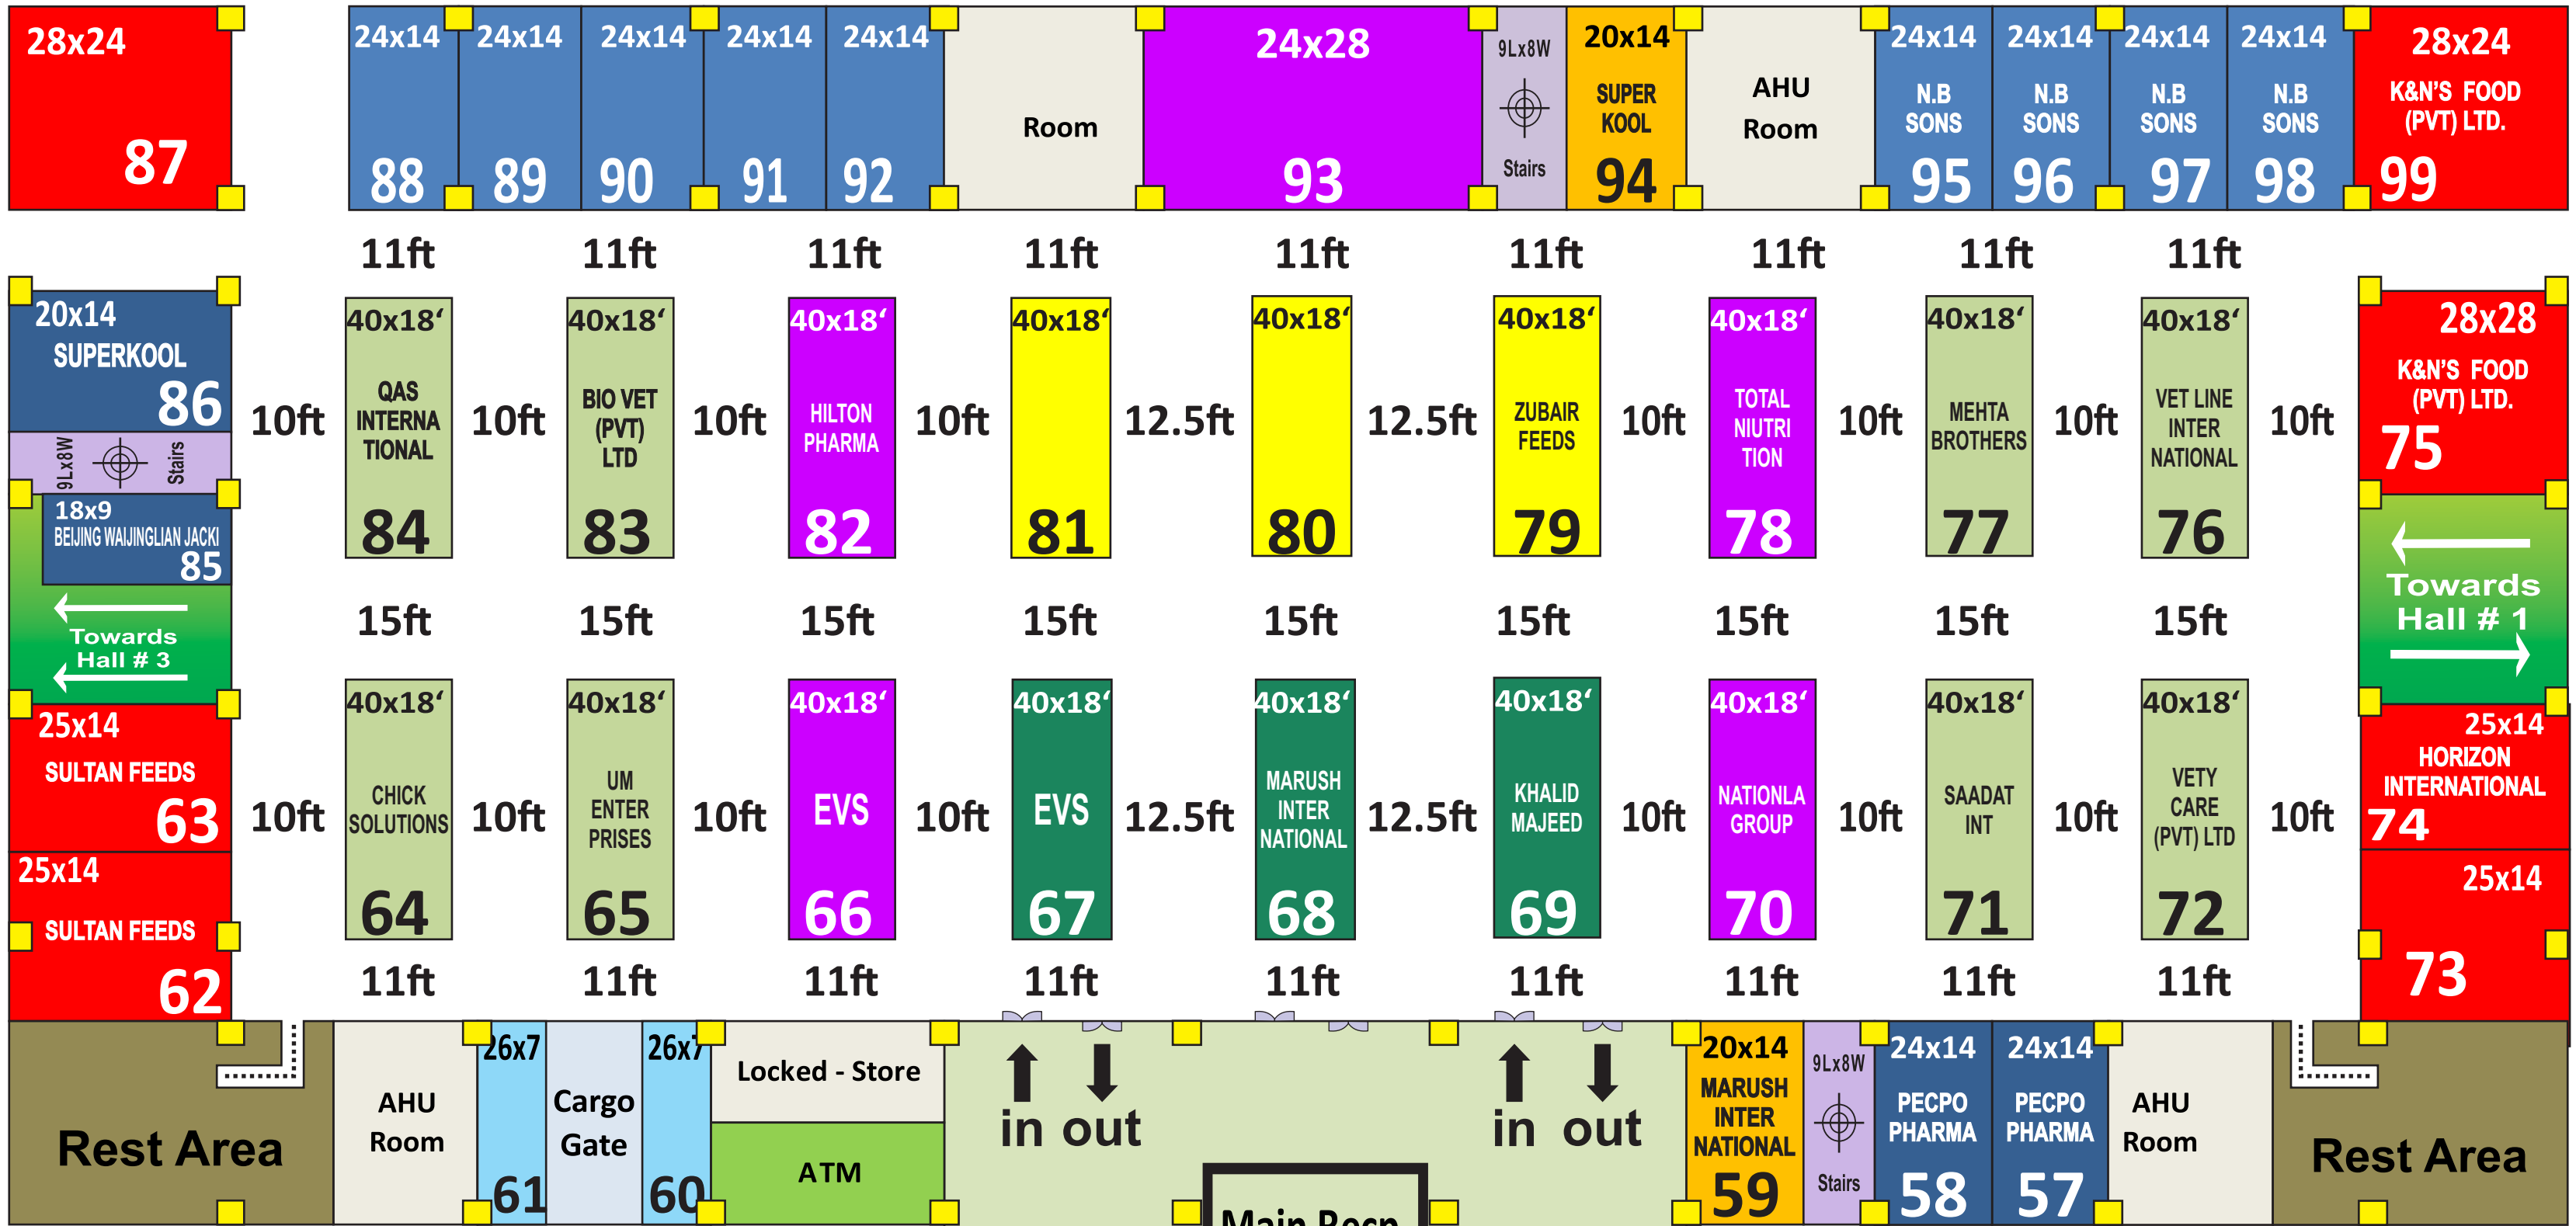 28x24
87
24x14
88
24x14
89
24x14
90
24x14
91
24x14
92
Room
24x28
93
9Lx8W
Stairs
20x14
SUPER
KOOL
94
AHU
Room
24x14
N.B
SONS
95
24x14
N.B
SONS
96
24x14
N.B
SONS
97
24x14
N.B
SONS
98
28x24
K&N'S FOOD
(PVT) LTD.
99
11ft 11ft 11ft 11ft 11ft 11ft 11ft 11ft 11ft
20x14
SUPERKOOL
86
9Lx8W
Stairs
18x9
BEIJING WAIJINGLIAN JACKI
85
Towards
Hall # 3
10ft
40x18‘
QAS
INTERNA
TIONAL
84
10ft
40x18‘
BIO VET
(PVT)
LTD
83
10ft
40x18‘
HILTON
PHARMA
82
10ft
40x18‘
81
12.5ft
40x18‘
80
12.5ft
40x18‘
ZUBAIR
FEEDS
79
10ft
40x18‘
TOTAL
NIUTRI
TION
78
10ft
40x18‘
MEHTA
BROTHERS
77
10ft
40x18‘
VET LINE
INTER
NATIONAL
76
10ft
28x28
K&N'S FOOD
(PVT) LTD.
75
Towards
Hall # 1
15ft 15ft 15ft 15ft 15ft 15ft 15ft 15ft 15ft
25x14
SULTAN FEEDS
63
25x14
SULTAN FEEDS
62
10ft
40x18‘
CHICK
SOLUTIONS
64
10ft
40x18‘
UM
ENTER
PRISES
65
10ft
40x18‘
EVS
66
10ft
40x18‘
EVS
67
12.5ft
40x18‘
MARUSH
INTER
NATIONAL
68
12.5ft
40x18‘
KHALID
MAJEED
69
10ft
40x18‘
NATIONLA
GROUP
70
10ft
40x18‘
SAADAT
INT
71
10ft
40x18‘
VETY
CARE
(PVT) LTD
72
10ft
25x14
HORIZON
INTERNATIONAL
74
25x14
73
11ft 11ft 11ft 11ft 11ft 11ft 11ft 11ft 11ft
Rest Area
AHU
Room
26x7
61
Cargo
Gate
26x7
60
Locked - Store
ATM
in out
in out
Main Recp
20x14
MARUSH
INTER
NATIONAL
59
9Lx8W
Stairs
24x14
PECPO
PHARMA
58
24x14
PECPO
PHARMA
57
AHU
Room
Rest Area